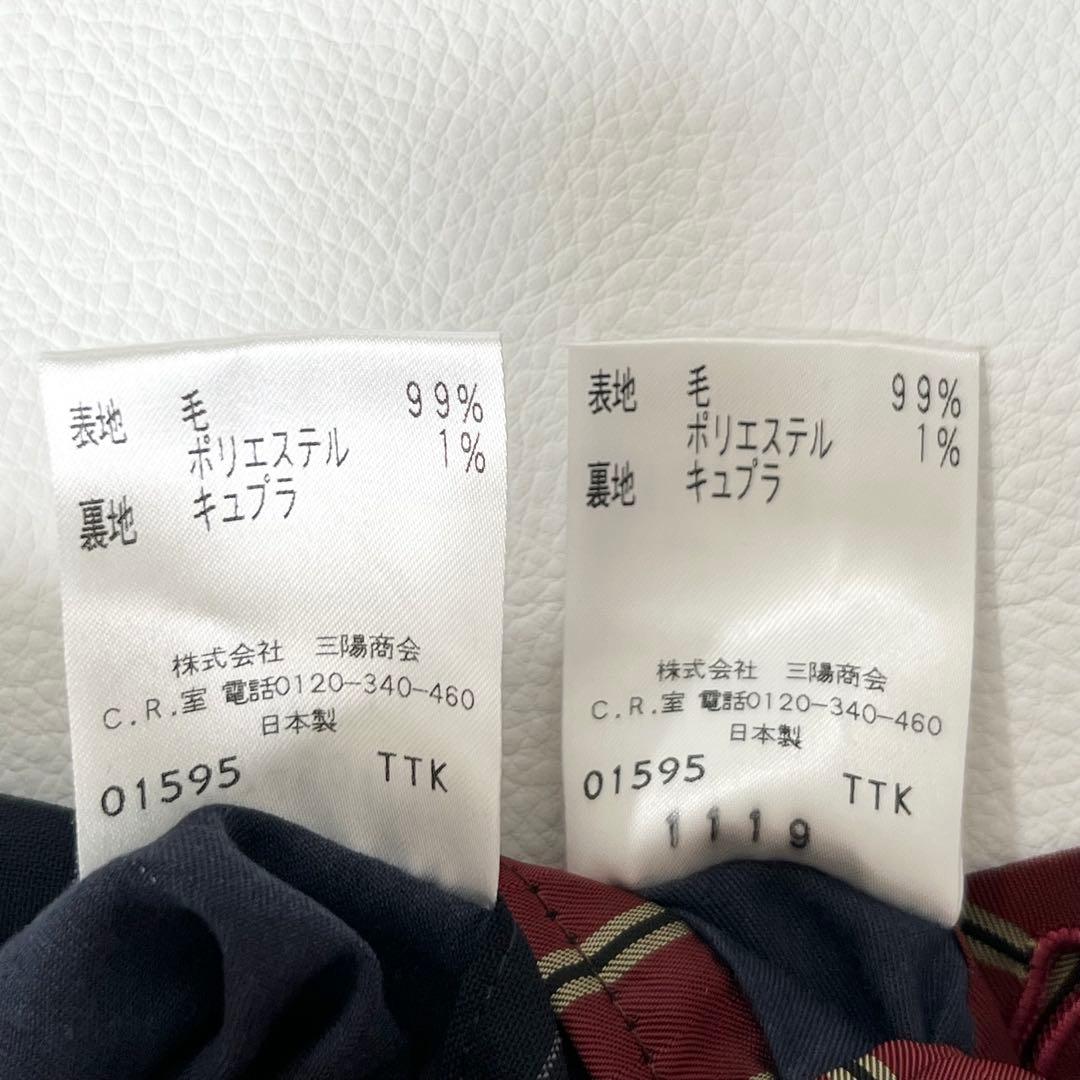 表地 毛 99%
ポリエステル 1%
裏地 キュプラ
株式会社 三陽商会
C.R.室 電話0120-340-460
日本製
01595 TTK
表地 毛 99%
ポリエステル 1%
裏地 キュプラ
株式会社 三陽商会
C.R.室 電話0120-340-460
日本製
01595 TTK
1119